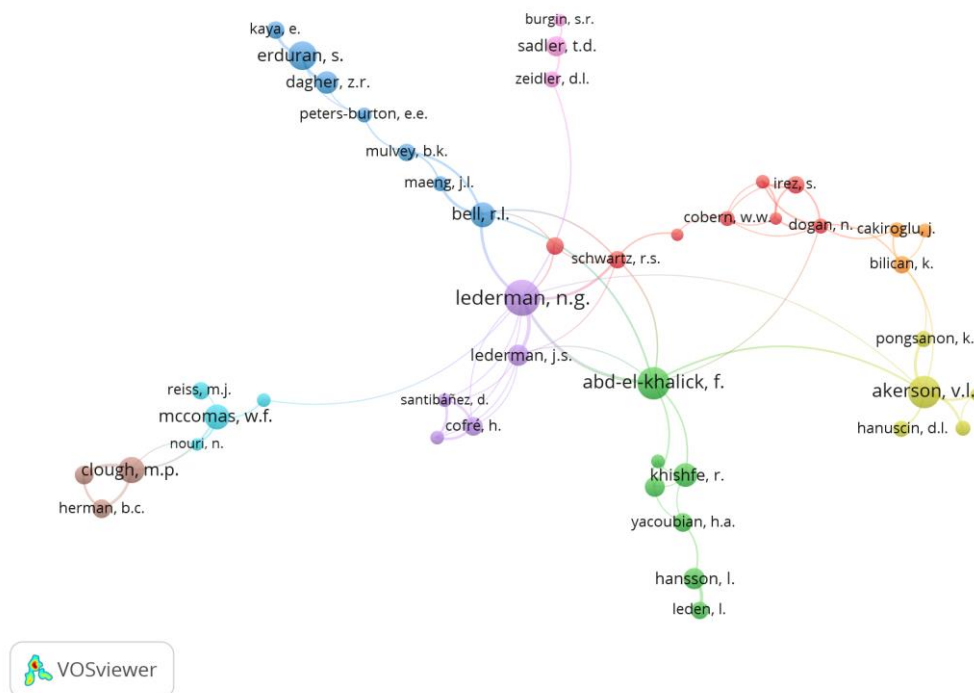 burgin, s.r.
kaya, e.
sadler, t.d.
erduran, s.
zeidler, d.l.
dagher, z.r.
peters-burton, e.e.
mulvey, b.k.
maeng, j.l.
irez, s.
bell, r.l.
cobern, w.w.
dogan, n.
cakiroglu, j.
schwartz, r.s.
bilican, k.
lederman, n.g.
pongsanon, k.
lederman, j.s.
abd-el-khalick, f.
reiss, m.j.
akerson, v.l.
santibáñez, d.
mccomas, w.f.
cofré, h.
hanuscin, d.l.
nouri, n.
clough, m.p.
khishfe, r.
herman, b.c.
yacoubian, h.a.
hansson, l.
leden, l.
VOSviewer